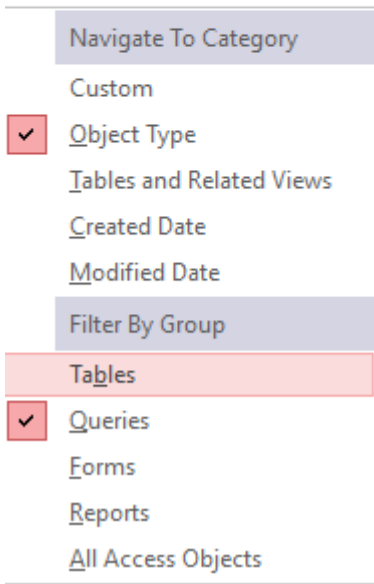 Navigate To Category
Custom
Object Type
Tables and Related Views
Created Date
Modified Date
Filter By Group
Tables
Queries
Forms
Reports
All Access Objects